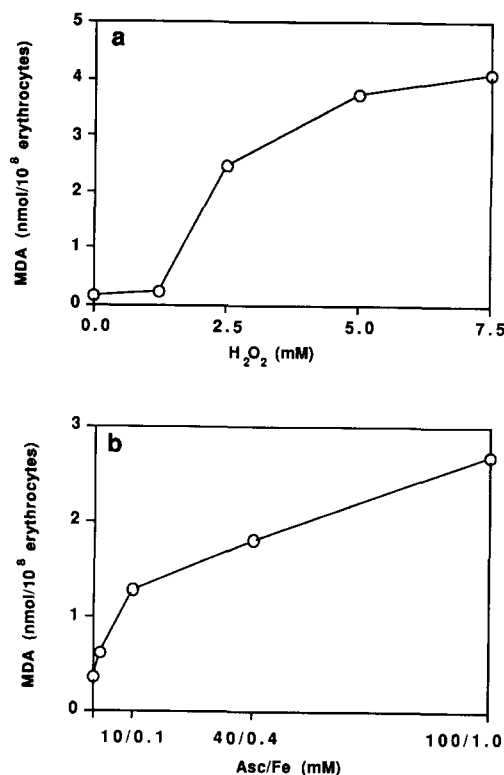 a
MDA (nmol/10⁸ erythrocytes)
5
4
3
2
1
0
0.0 2.5 5.0 7.5
H₂O₂ (mM)
b
MDA (nmol/10⁸ erythrocytes)
3
2
1
0
10/0.1 40/0.4 100/1.0
Asc/Fe (mM)